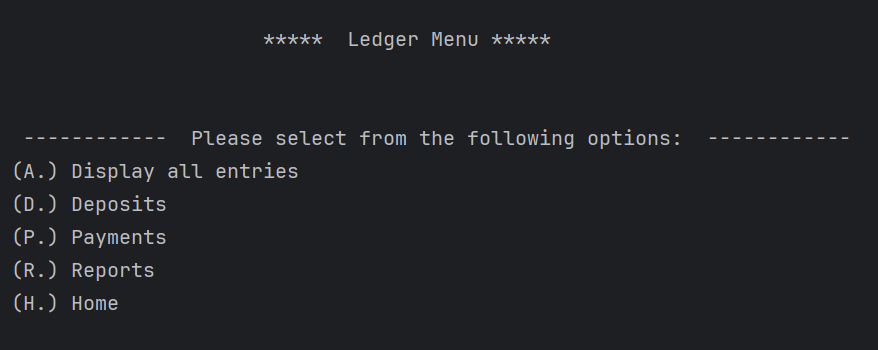 ***** Ledger Menu *****
------------ Please select from the following options: ------------
(A.) Display all entries
(D.) Deposits
(P.) Payments
(R.) Reports
(H.) Home